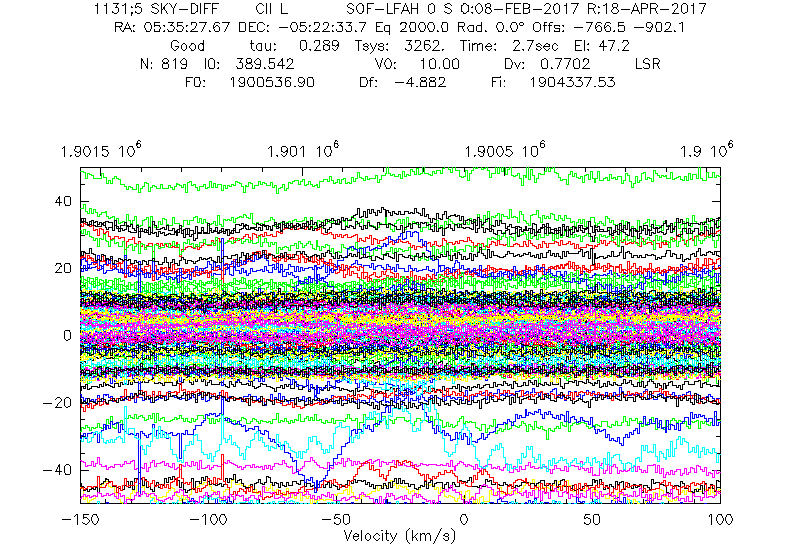 1131;5 SKY-DIFF CII L SOF-LFAH 0 S O:08-FEB-2017 R:18-APR-2017
RA: 05:35:27.67 DEC: -05:22:33.7 Eq 2000.0 Rad. 0.0° Offs: -766.5 -902.1
Good tau: 0.289 Tsys: 3262. Time: 2.7sec El: 47.2
N: 819 I0: 389.542 V0: 10.00 Dv: 0.7702 LSR
F0: 1900536.90 Df: -4.882 Fi: 1904337.53
1.9015 10⁶ 1.901 10⁶ 1.9005 10⁶ 1.9 10⁶
40
20
0
-20
-40
-150 -100 -50 0 50 100
Velocity (km/s)